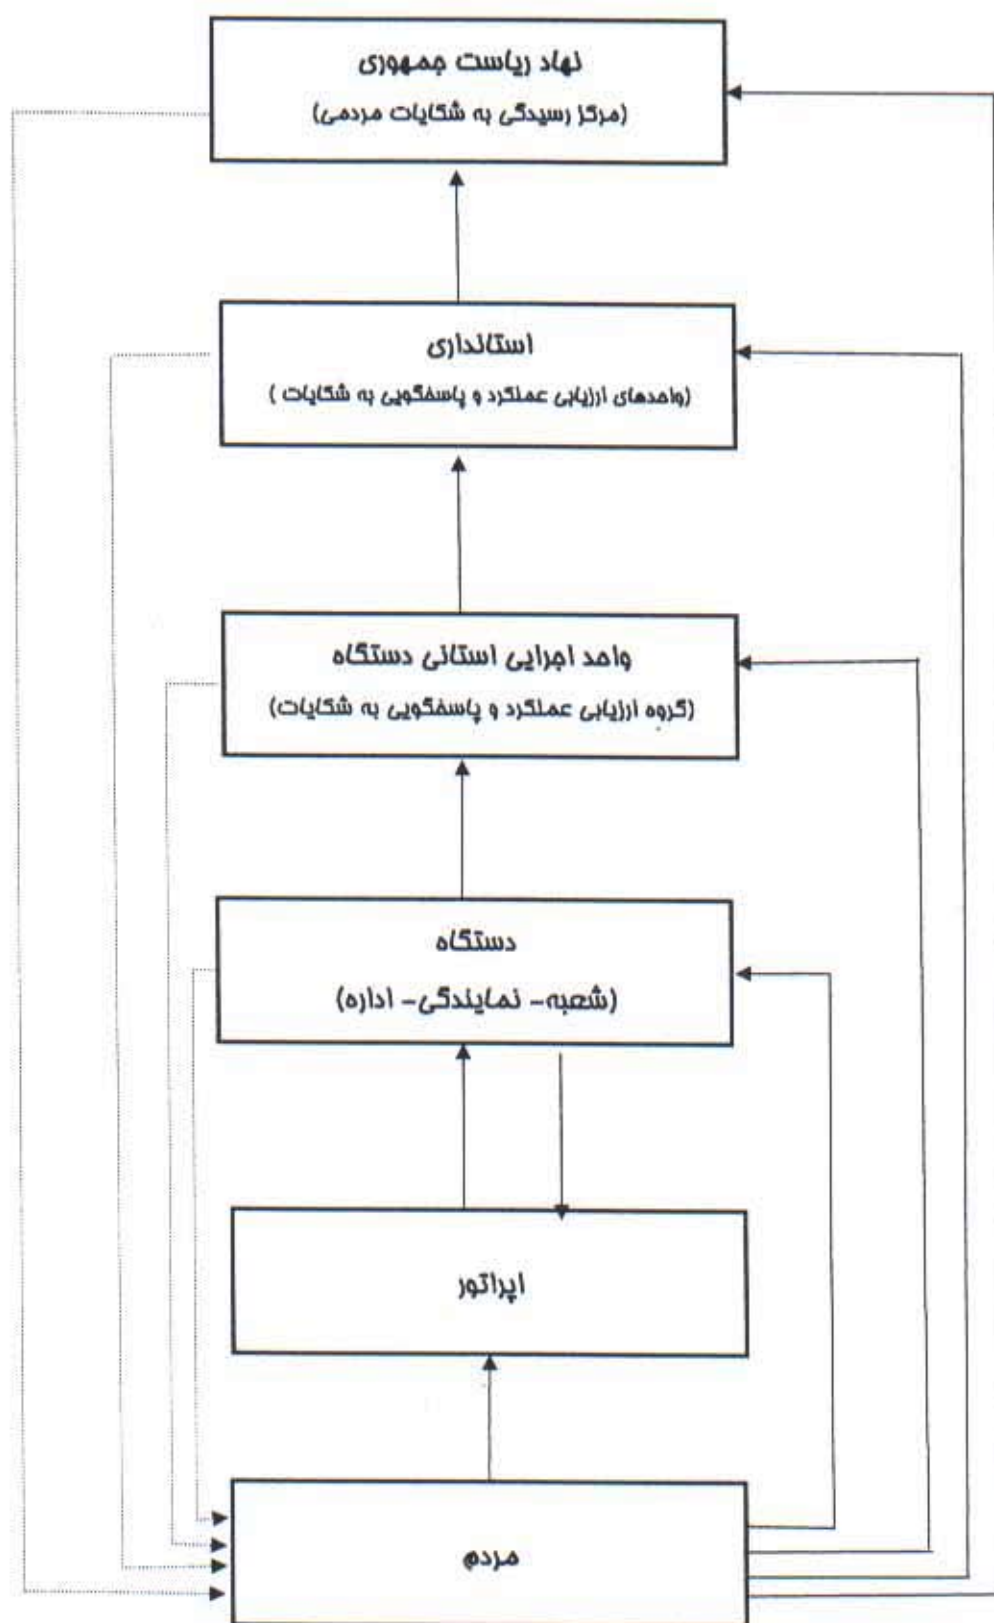 نهاد ریاست جمهوری
(مرکز رسیدگی به شکایات مردمی)
استانداری
(واحدهای ارزیابی عملکرد و پاسخگویی به شکایات )
واحد اجرایی استانی دستگاه
(گروه ارزیابی عملکرد و پاسخگویی به شکایات)
دستگاه
(شعبه- نمایندگی- اداره)
اپراتور
مردم